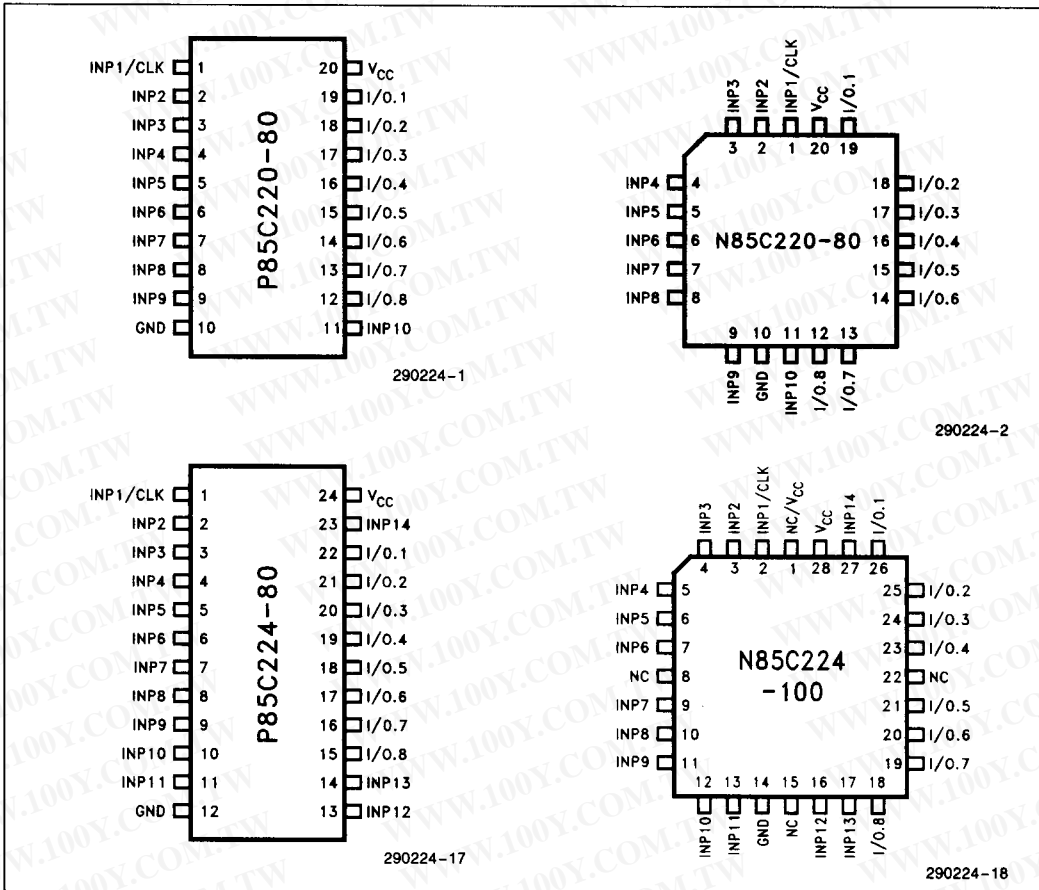 INP1/CLK 1 20 VCC
INP2 2 19 I/O.1
INP3 3 18 I/O.2
INP4 4 17 I/O.3
INP5 5 16 I/O.4
INP6 6 15 I/O.5
INP7 7 14 I/O.6
INP8 8 13 I/O.7
INP9 9 12 I/O.8
GND 10 11 INP10
P85C220-80
290224-1
INP3 INP2 INP1/CLK VCC I/O.1
3 2 1 20 19
INP4 4 18 I/O.2
INP5 5 17 I/O.3
INP6 6 N85C220-80 16 I/O.4
INP7 7 15 I/O.5
INP8 8 14 I/O.6
9 10 11 12 13
INP9 GND INP10 I/O.8 I/O.7
290224-2
INP1/CLK 1 24 VCC
INP2 2 23 INP14
INP3 3 22 I/O.1
INP4 4 21 I/O.2
INP5 5 20 I/O.3
INP6 6 19 I/O.4
INP7 7 18 I/O.5
INP8 8 17 I/O.6
INP9 9 16 I/O.7
INP10 10 15 I/O.8
INP11 11 14 INP13
GND 12 13 INP12
P85C224-80
290224-17
INP3 INP2 INP1/CLK NC/VCC VCC INP14 I/O.1
4 3 2 1 28 27 26
INP4 5 25 I/O.2
INP5 6 24 I/O.3
INP6 7 23 I/O.4
NC 8 22 NC
INP7 9 21 I/O.5
INP8 10 20 I/O.6
INP9 11 19 I/O.7
N85C224
-100
12 13 14 15 16 17 18
INP10 INP11 GND NC INP12 INP13 I/O.8
290224-18
WWW.100Y.COM.TW